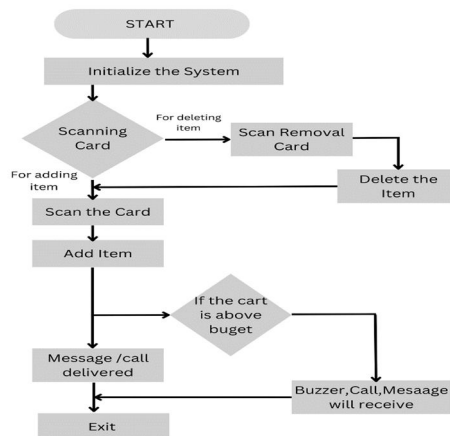 START
Initialize the System
Scanning
Card
For deleting
item
Scan Removal
Card
For adding
item
Delete the
Item
Scan the Card
Add Item
If the cart
is above
buget
Message /call
delivered
Buzzer,Call,Mesaage
will receive
Exit